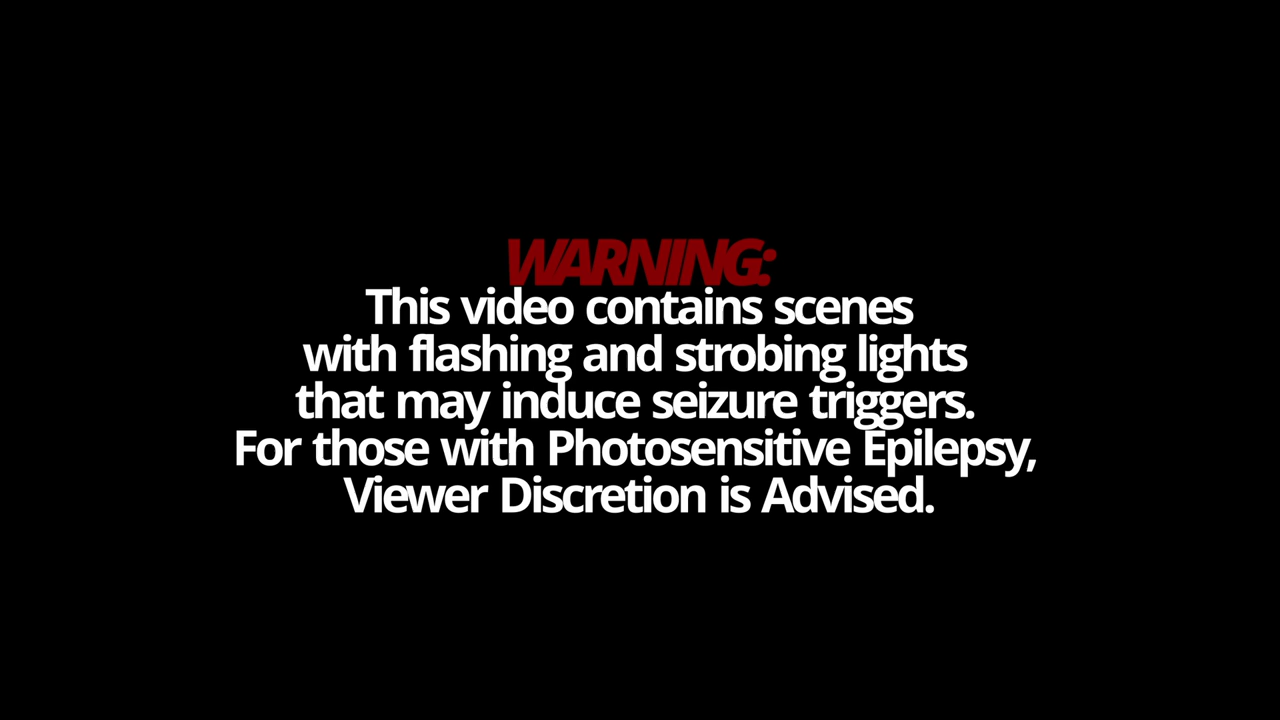 WARNING:
This video contains scenes
with flashing and strobing lights
that may induce seizure triggers.
For those with Photosensitive Epilepsy,
Viewer Discretion is Advised.